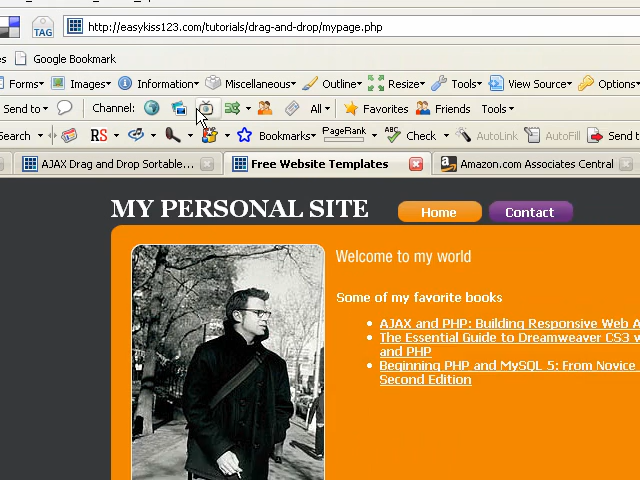 TAG http://easykiss123.com/tutorials/drag-and-drop/mypage.php
ks Google Bookmark
Forms Images Information Miscellaneous Outline Resize Tools View Source Options
Send to Channel: All Favorites Friends Tools
Search RS Bookmarks PageRank ABC Check AutoLink AutoFill Send to
AJAX Drag and Drop Sortable... Free Website Templates Amazon.com Associates Central
MY PERSONAL SITE Home Contact
Welcome to my world
Some of my favorite books
AJAX and PHP: Building Responsive Web A
The Essential Guide to Dreamweaver CS3 w
and PHP
Beginning PHP and MySQL 5: From Novice
Second Edition